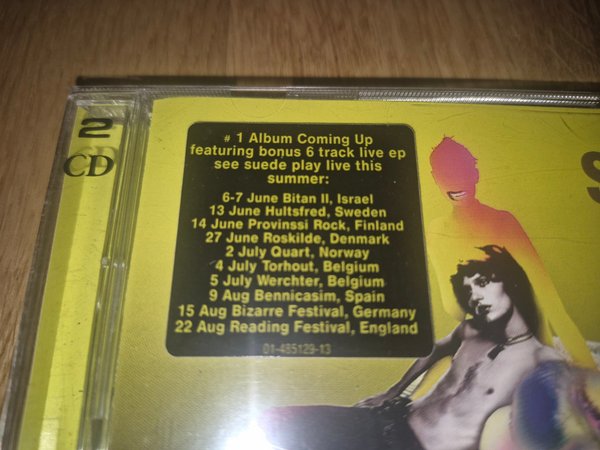 2
CD
# 1 Album Coming Up
featuring bonus 6 track live ep
see suede play live this
summer:
6-7 June Bitan II, Israel
13 June Hultsfred, Sweden
14 June Provinssi Rock, Finland
27 June Roskilde, Denmark
2 July Quart, Norway
4 July Torhout, Belgium
5 July Werchter, Belgium
9 Aug Bennicasim, Spain
15 Aug Bizarre Festival, Germany
22 Aug Reading Festival, England
01-485129-13
S